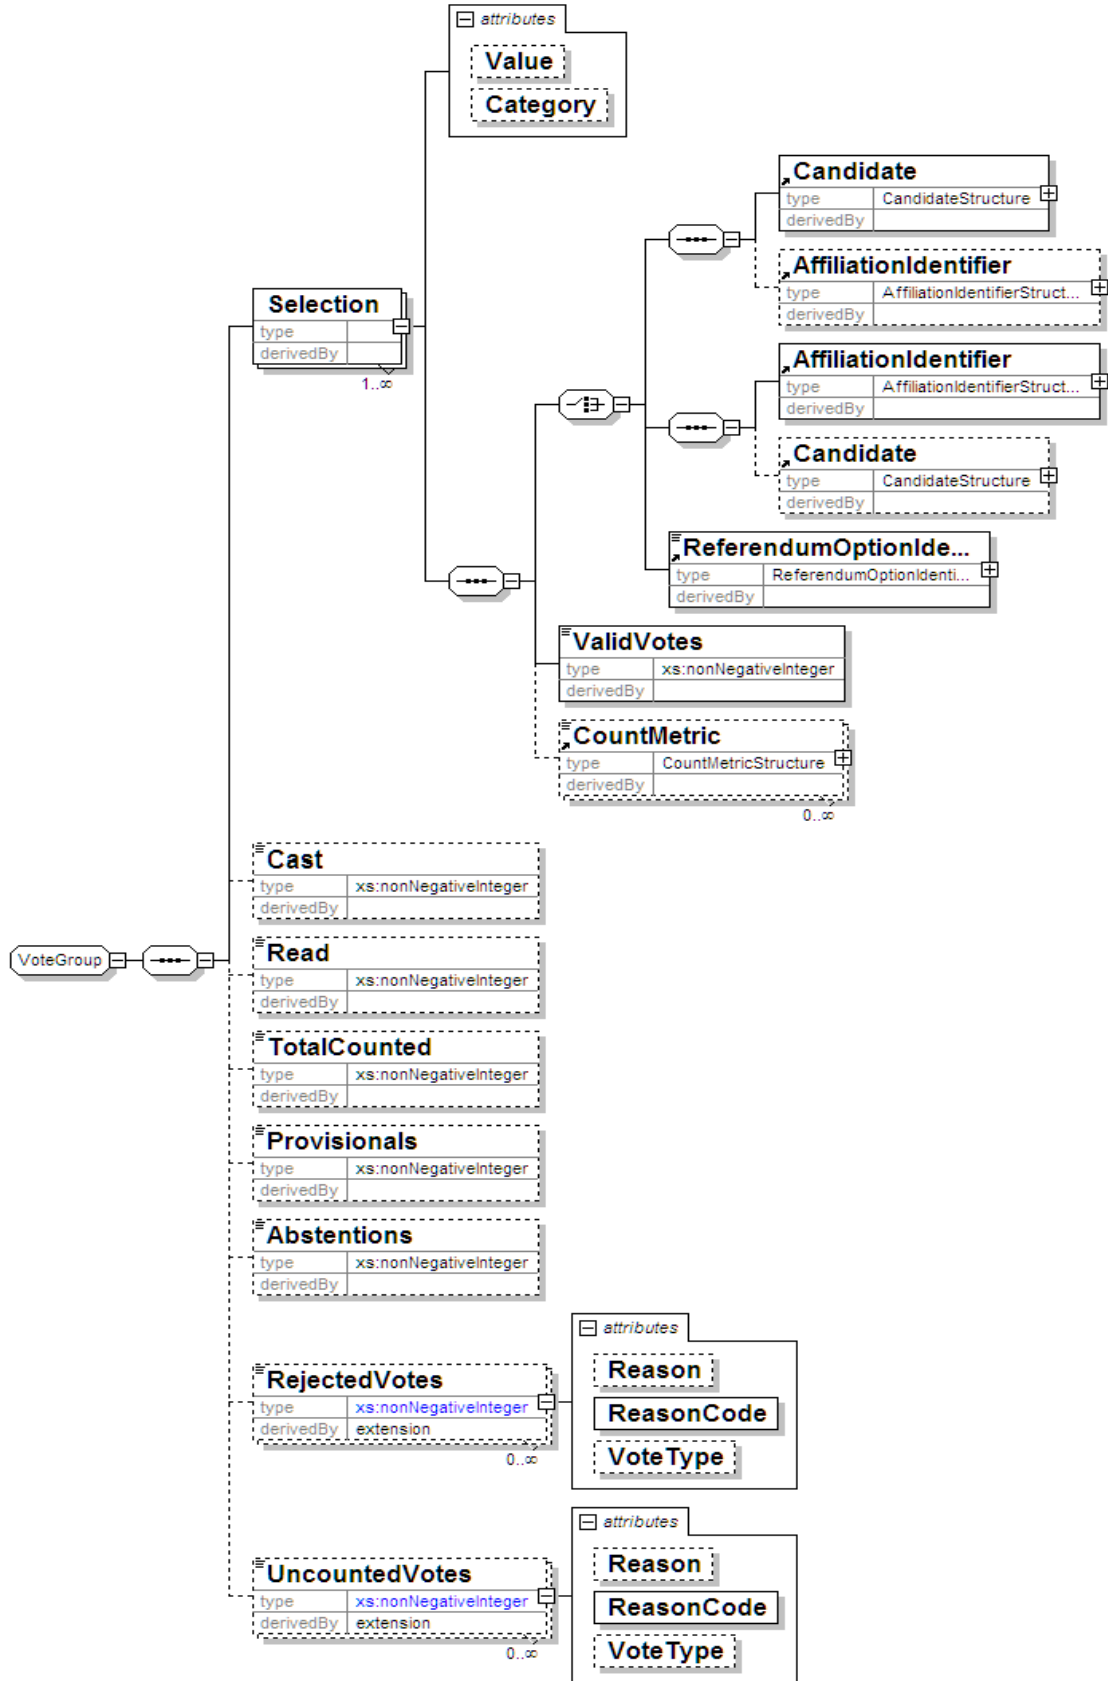 attributes
Value
Category
Candidate
type CandidateStructure
derivedBy
AffiliationIdentifier
type AffiliationIdentifierStruct...
derivedBy
Selection
type
derivedBy
1..∞
AffiliationIdentifier
type AffiliationIdentifierStruct...
derivedBy
Candidate
type CandidateStructure
derivedBy
ReferendumOptionIde...
type ReferendumOptionIdenti...
derivedBy
ValidVotes
type xs:nonNegativeInteger
derivedBy
CountMetric
type CountMetricStructure
derivedBy
0..∞
Cast
type xs:nonNegativeInteger
derivedBy
VoteGroup
Read
type xs:nonNegativeInteger
derivedBy
TotalCounted
type xs:nonNegativeInteger
derivedBy
Provisionals
type xs:nonNegativeInteger
derivedBy
Abstentions
type xs:nonNegativeInteger
derivedBy
RejectedVotes
type xs:nonNegativeInteger
derivedBy extension
0..∞
attributes
Reason
ReasonCode
VoteType
UncountedVotes
type xs:nonNegativeInteger
derivedBy extension
0..∞
attributes
Reason
ReasonCode
VoteType